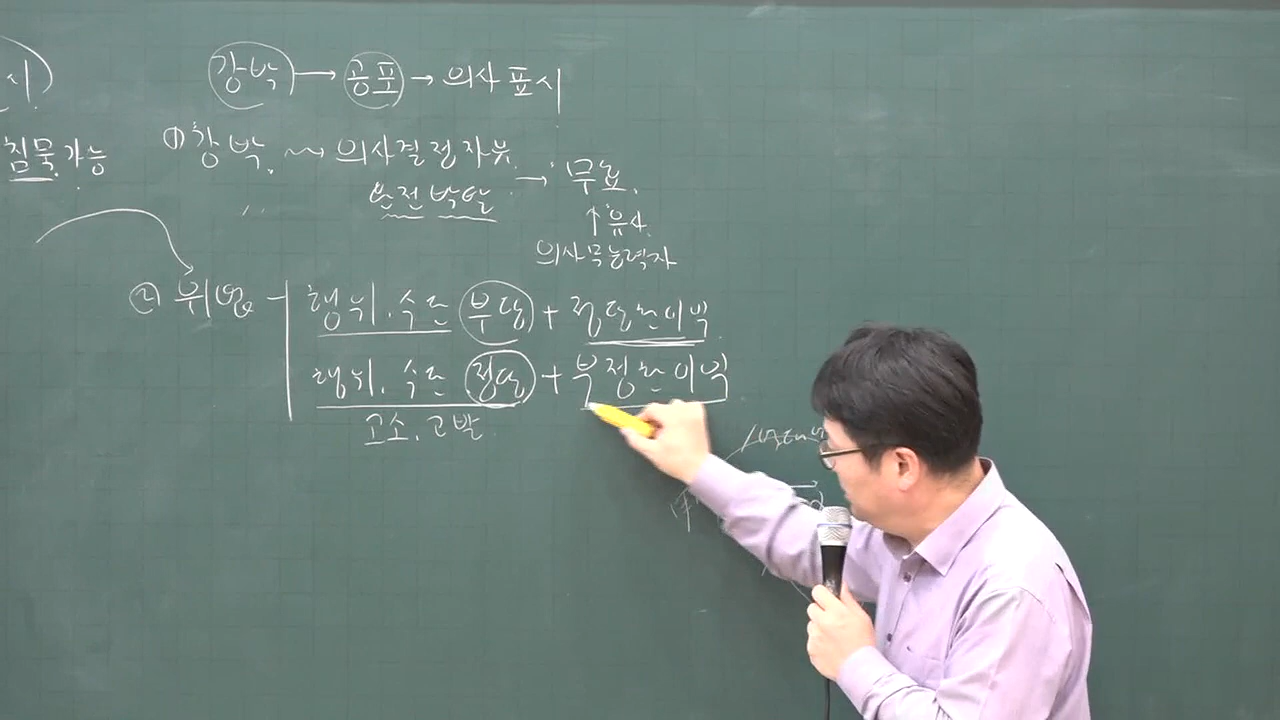 시
강박 → 공포 → 의사표시
침묵가능
① 강박 의사결정자유
완전박탈 → 무효
↑유사
의사무능력자
② 위법
행위.수단 부당 + 정당한이익
행위.수단 정당 + 부정한이익
고소.고발